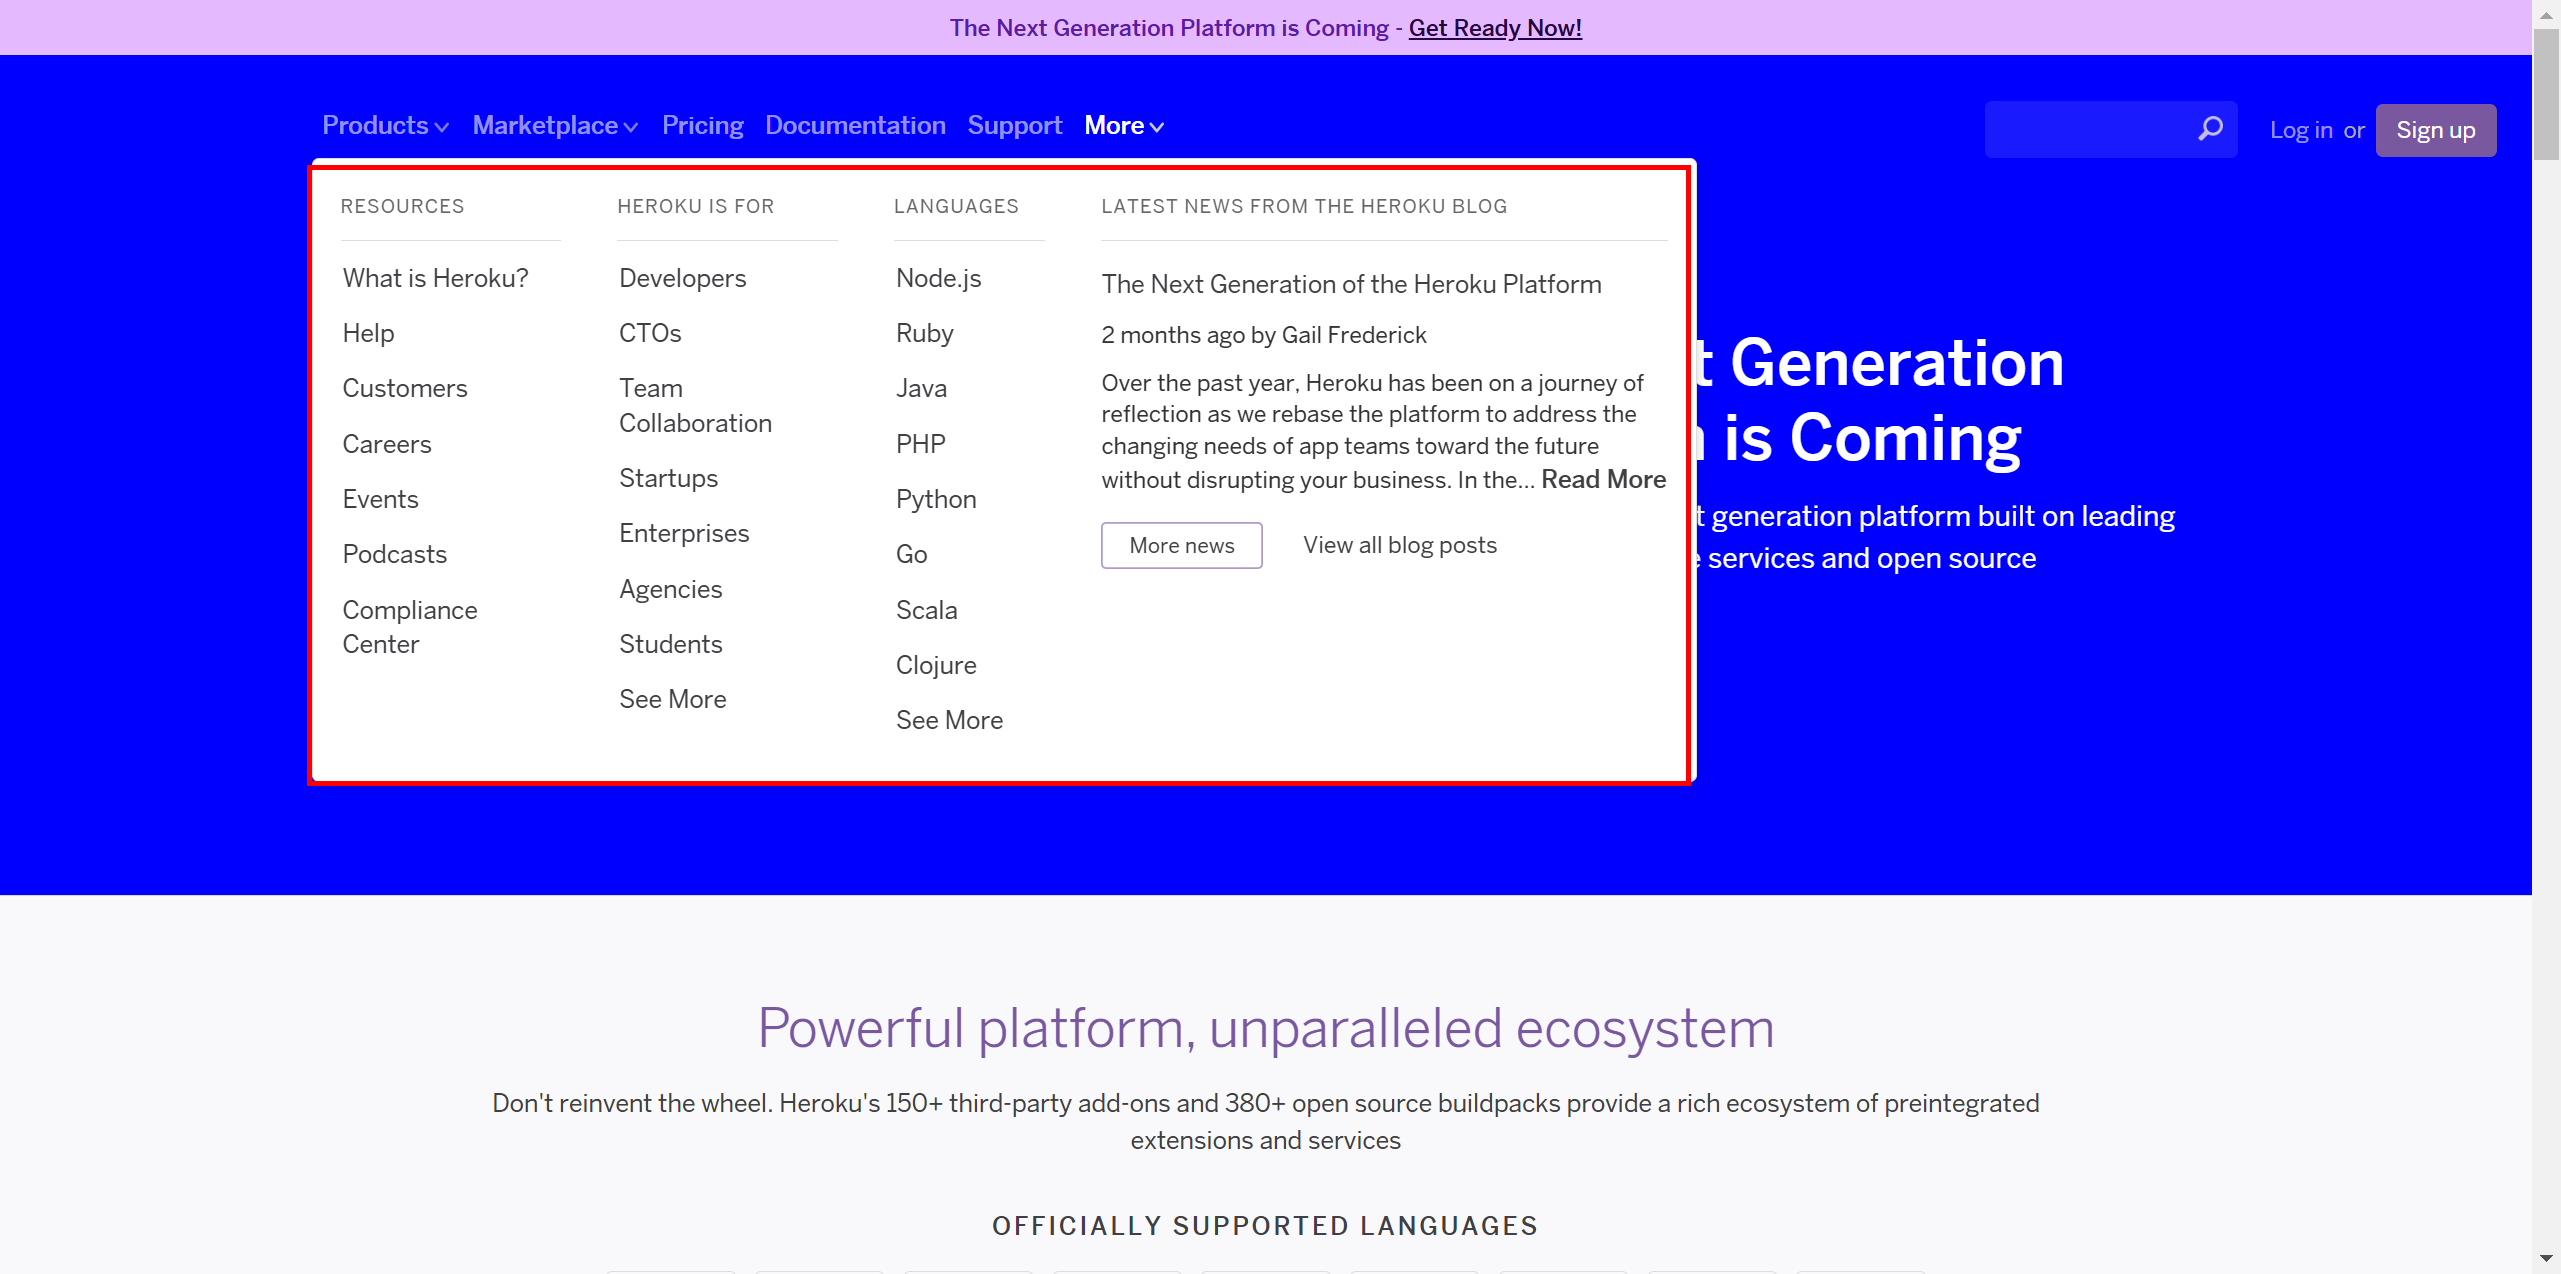 The Next Generation Platform is Coming - Get Ready Now!
Products Marketplace Pricing Documentation Support More
Log in or Sign up
RESOURCES
What is Heroku?
Help
Customers
Careers
Events
Podcasts
Compliance
Center
HEROKU IS FOR
Developers
CTOs
Team
Collaboration
Startups
Enterprises
Agencies
Students
See More
LANGUAGES
Node.js
Ruby
Java
PHP
Python
Go
Scala
Clojure
See More
LATEST NEWS FROM THE HEROKU BLOG
The Next Generation of the Heroku Platform
2 months ago by Gail Frederick
Over the past year, Heroku has been on a journey of
reflection as we rebase the platform to address the
changing needs of app teams toward the future
without disrupting your business. In the... Read More
More news View all blog posts
Generation
is Coming
generation platform built on leading
services and open source
Powerful platform, unparalleled ecosystem
Don't reinvent the wheel. Heroku's 150+ third-party add-ons and 380+ open source buildpacks provide a rich ecosystem of preintegrated
extensions and services
OFFICIALLY SUPPORTED LANGUAGES